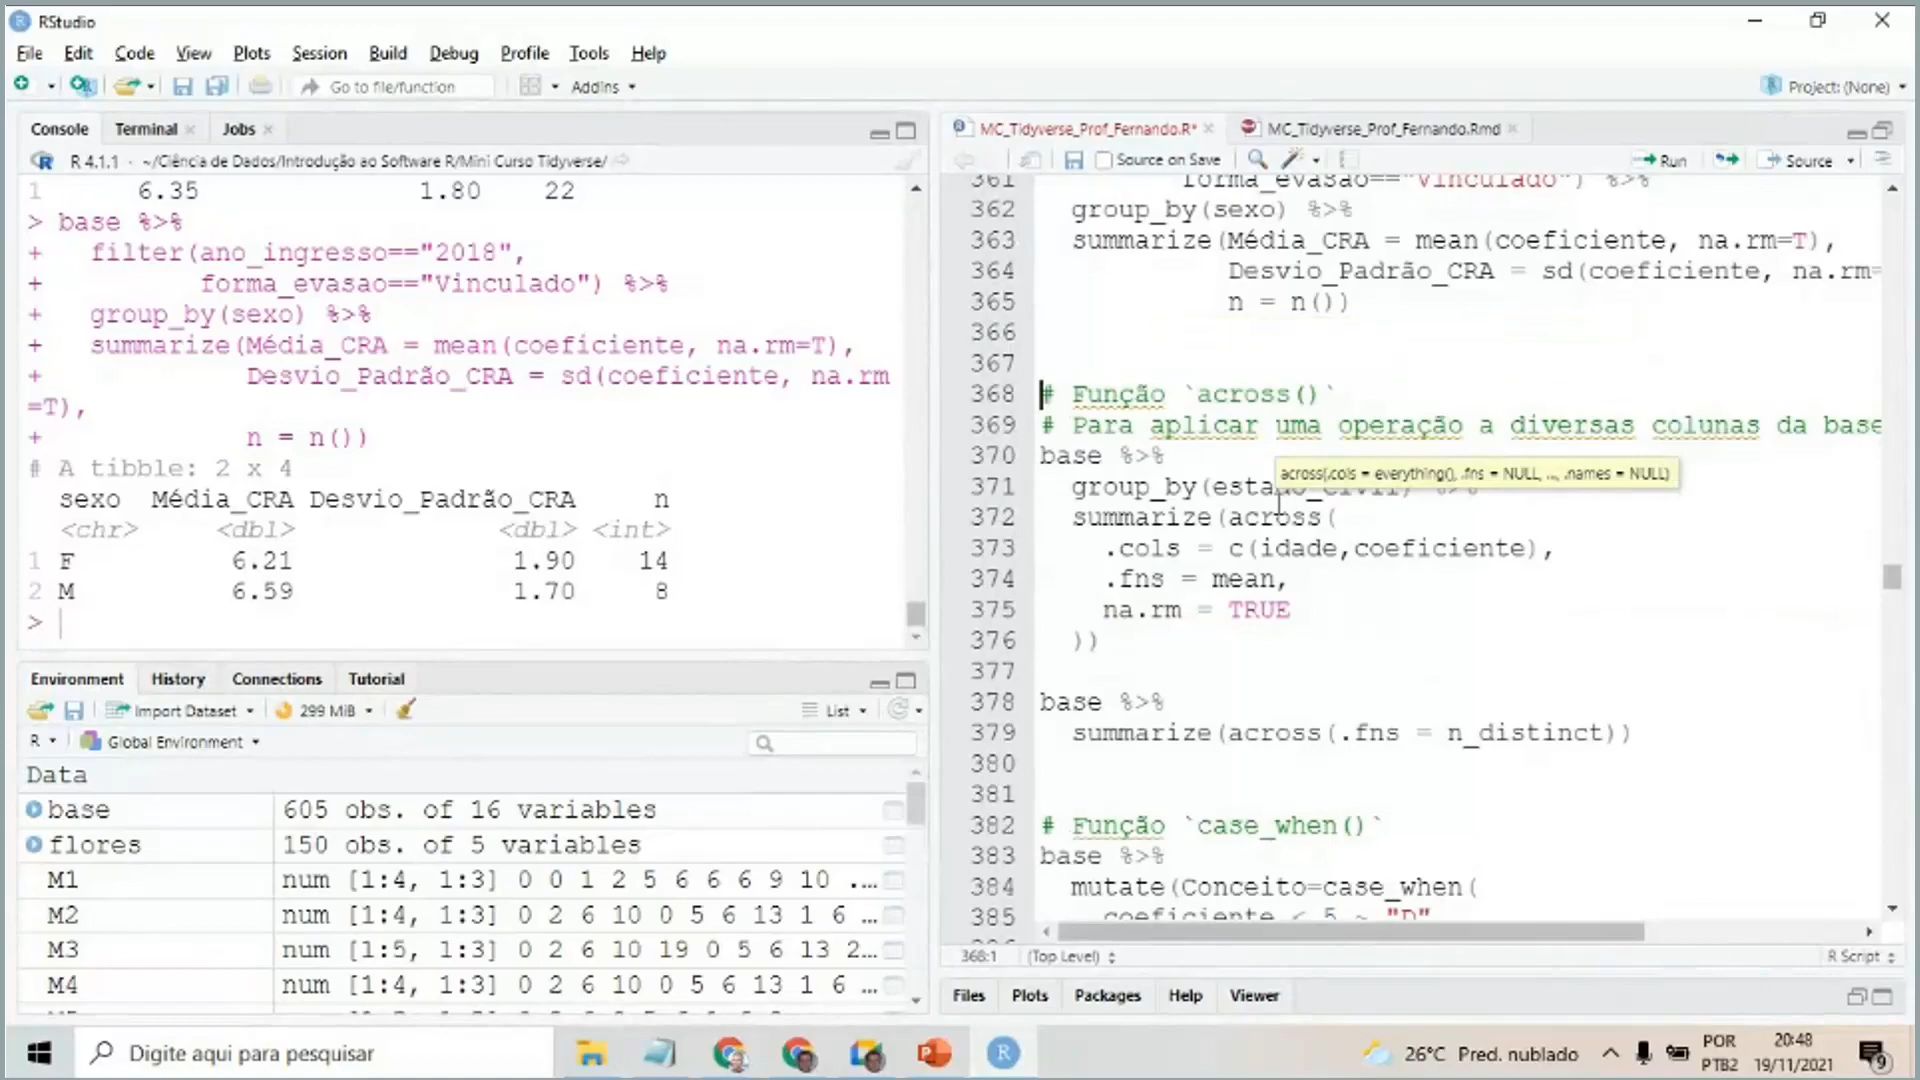 RStudio
File Edit Code View Plots Session Build Debug Profile Tools Help
Go to file/function Addins Project: (None)
Console Terminal Jobs
R 4.1.1 · ~/Ciência de Dados/Introdução ao Software R/Mini Curso Tidyverse/
1 6.35 1.80 22
> base %>%
+ filter(ano_ingresso=="2018",
+ forma_evasao=="Vinculado") %>%
+ group_by(sexo) %>%
+ summarize(Média_CRA = mean(coeficiente, na.rm=T),
+ Desvio_Padrão_CRA = sd(coeficiente, na.rm
=T),
+ n = n())
# A tibble: 2 x 4
sexo Média_CRA Desvio_Padrão_CRA n
<chr> <dbl> <dbl> <int>
1 F 6.21 1.90 14
2 M 6.59 1.70 8
>
Environment History Connections Tutorial
Import Dataset 299 MiB List
R Global Environment
Data
base 605 obs. of 16 variables
flores 150 obs. of 5 variables
M1 num [1:4, 1:3] 0 0 1 2 5 6 6 6 9 10 ....
M2 num [1:4, 1:3] 0 2 6 10 0 5 6 13 1 6 ...
M3 num [1:5, 1:3] 0 2 6 10 19 0 5 6 13 2...
M4 num [1:4, 1:3] 0 2 6 10 0 5 6 13 1 6 ...
MC_Tidyverse_Prof_Fernando.R* MC_Tidyverse_Prof_Fernando.Rmd
Source on Save Run Source
361 forma_evasao=="Vinculado") %>%
362 group_by(sexo) %>%
363 summarize(Média_CRA = mean(coeficiente, na.rm=T),
364 Desvio_Padrão_CRA = sd(coeficiente, na.rm=
365 n = n())
366
367
368 # Função `across()`
369 # Para aplicar uma operação a diversas colunas da base
370 base %>%
across(.cols = everything(), .fns = NULL, ..., .names = NULL)
371 group_by(estado_civil) %>%
372 summarize(across(
373 .cols = c(idade,coeficiente),
374 .fns = mean,
375 na.rm = TRUE
376 ))
377
378 base %>%
379 summarize(across(.fns = n_distinct))
380
381
382 # Função `case_when()`
383 base %>%
384 mutate(Conceito=case_when(
385 coeficiente < 5 ~ "D"
368:1 (Top Level) R Script
Files Plots Packages Help Viewer
Digite aqui para pesquisar
26°C Pred. nublado
POR
PTB2
20:48
19/11/2021
9